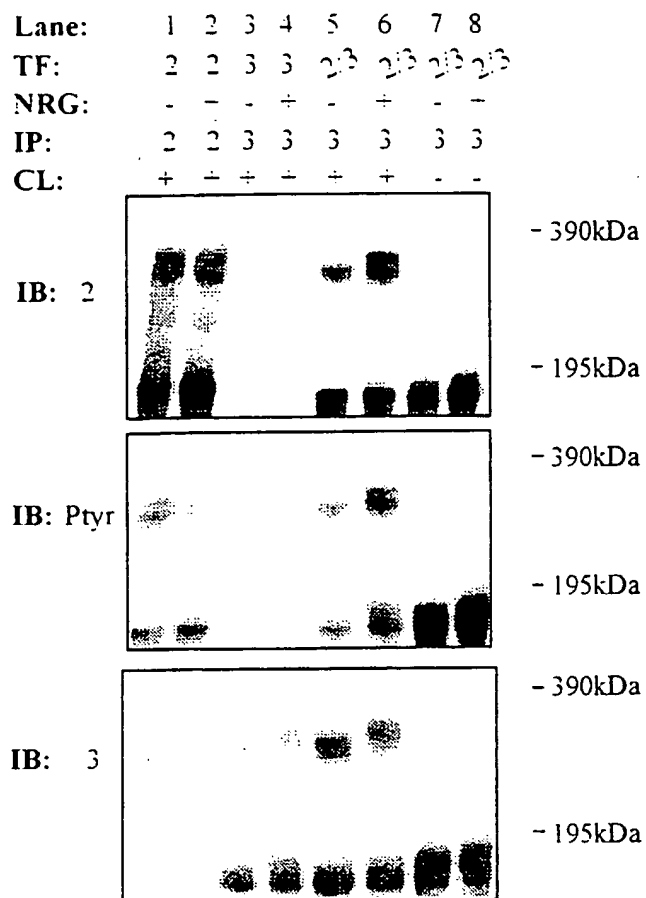 Lane: 1 2 3 4 5 6 7 8
TF: 2 2 3 3 2:3 2:3 2:3 2:3
NRG: - − - + - + - −
IP: 2 2 3 3 3 3 3 3
CL: + + + + + + - -
- 390kDa
IB: 2
- 195kDa
- 390kDa
IB: Ptyr
- 195kDa
- 390kDa
IB: 3
- 195kDa